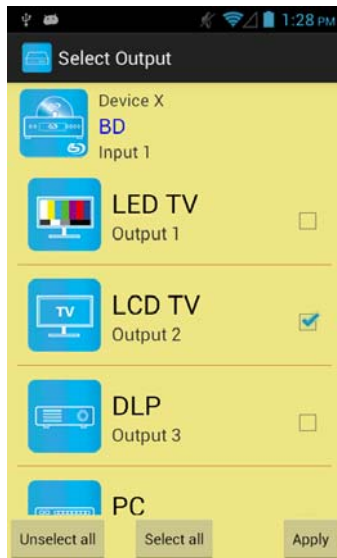 1:28 PM
Select Output
Device X
BD
Input 1
LED TV
Output 1
TV
LCD TV
Output 2
DLP
Output 3
PC
Unselect all
Select all
Apply